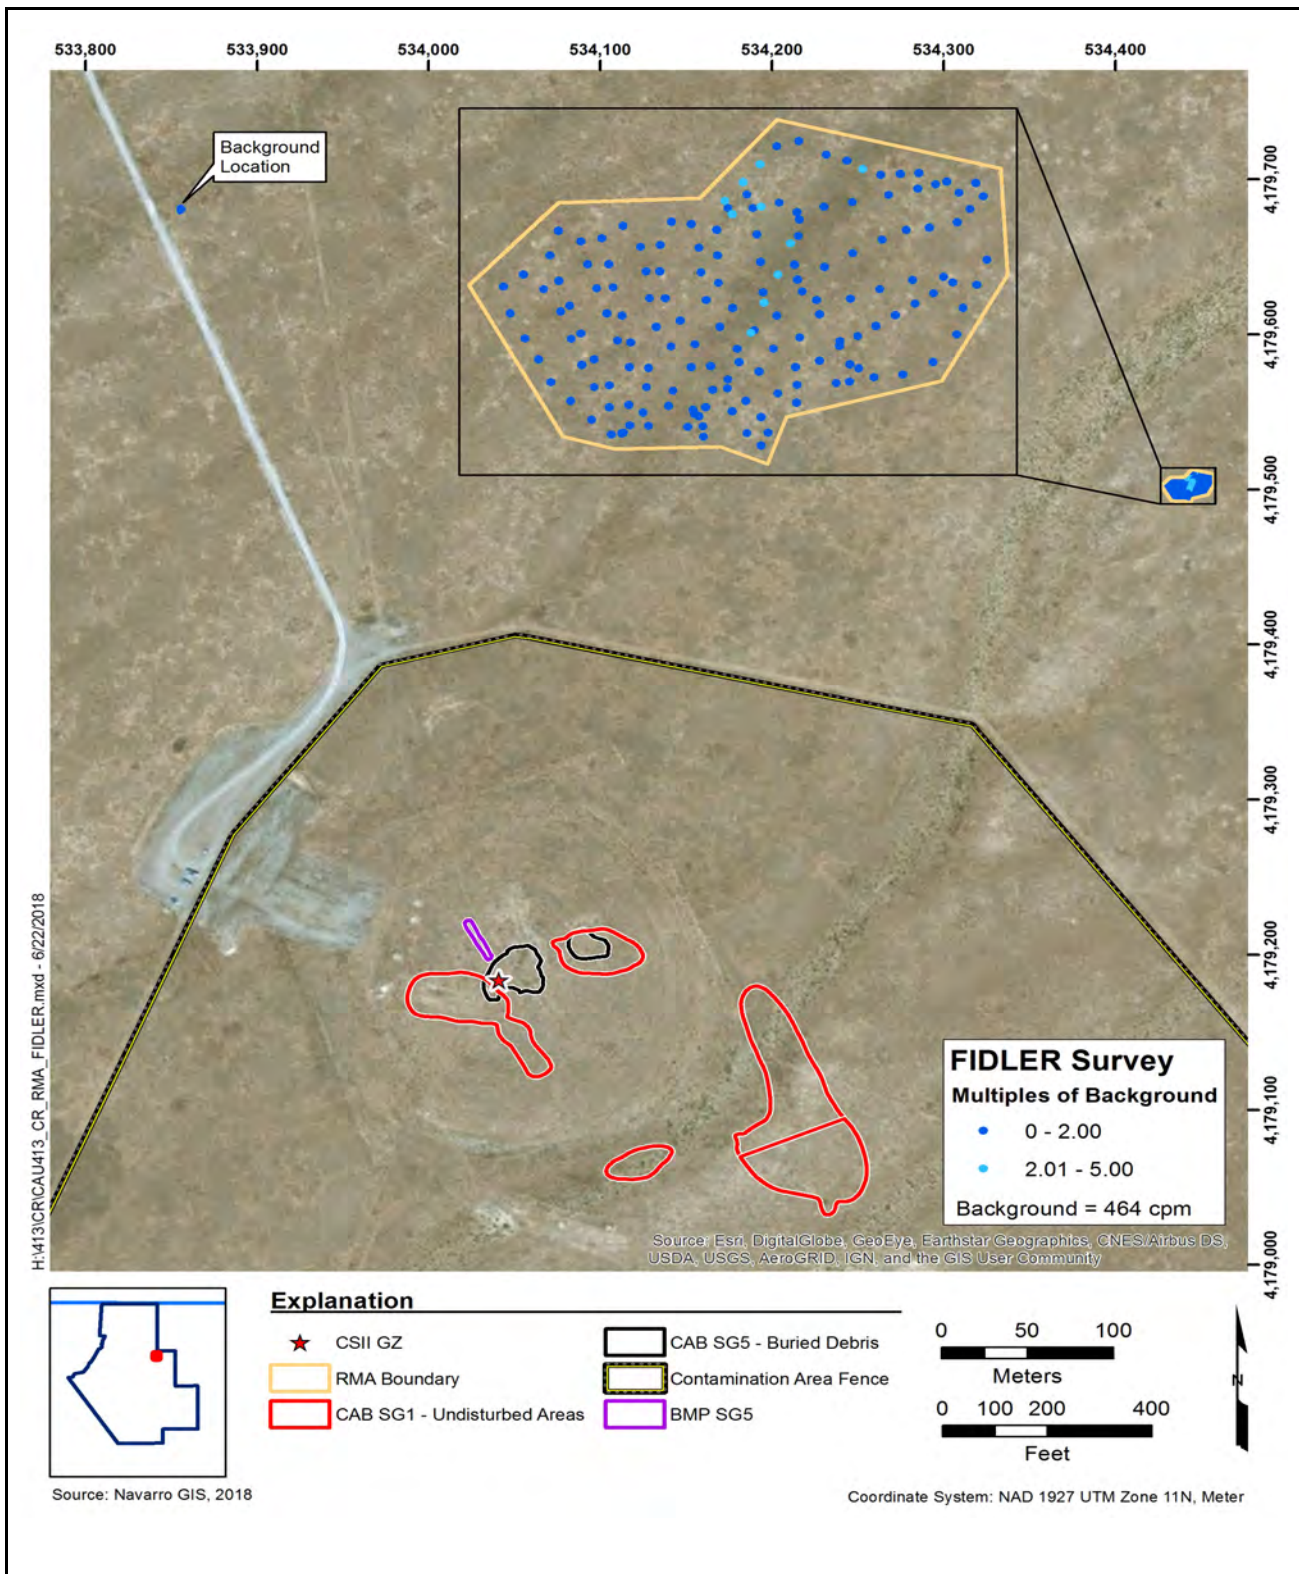 533,800 533,900 534,000 534,100 534,200 534,300 534,400
Background
Location
4,179,700
4,179,600
4,179,500
4,179,400
4,179,300
4,179,200
4,179,100
4,179,000
H:\413\CR\CAU413_CR_RMA_FIDLER.mxd - 6/22/2018
FIDLER Survey
Multiples of Background
0 - 2.00
2.01 - 5.00
Background = 464 cpm
Source: Esri, DigitalGlobe, GeoEye, Earthstar Geographics, CNES/Airbus DS,
USDA, USGS, AeroGRID, IGN, and the GIS User Community
Explanation
CSII GZ
RMA Boundary
CAB SG1 - Undisturbed Areas
CAB SG5 - Buried Debris
Contamination Area Fence
BMP SG5
0 50 100
Meters
0 100 200 400
Feet
N
Source: Navarro GIS, 2018
Coordinate System: NAD 1927 UTM Zone 11N, Meter